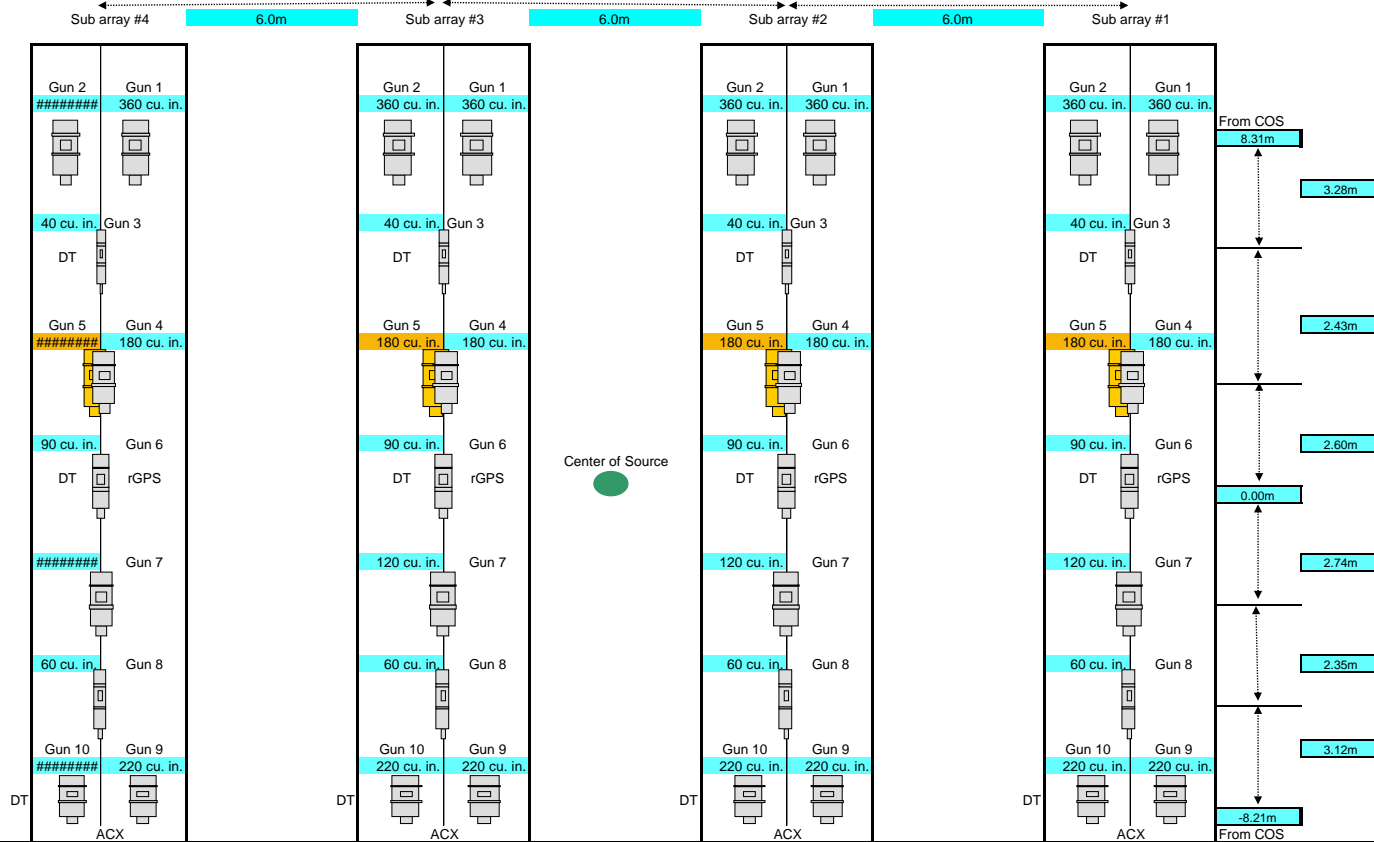 6.0m 6.0m 6.0m
Sub array #4 Sub array #3 Sub array #2 Sub array #1
Gun 2 Gun 1 Gun 2 Gun 1 Gun 2 Gun 1 Gun 2 Gun 1
######## 360 cu. in. 360 cu. in. 360 cu. in. 360 cu. in. 360 cu. in. 360 cu. in. 360 cu. in.
From COS
8.31m
3.28m
40 cu. in. Gun 3 40 cu. in. Gun 3 40 cu. in. Gun 3 40 cu. in. Gun 3
DT DT DT DT
Gun 5 Gun 4 Gun 5 Gun 4 Gun 5 Gun 4 Gun 5 Gun 4
2.43m
######## 180 cu. in. 180 cu. in. 180 cu. in. 180 cu. in. 180 cu. in. 180 cu. in. 180 cu. in.
90 cu. in. Gun 6 90 cu. in. Gun 6 90 cu. in. Gun 6 90 cu. in. Gun 6
2.60m
Center of Source
DT rGPS DT rGPS DT rGPS DT rGPS
0.00m
######## Gun 7 120 cu. in. Gun 7 120 cu. in. Gun 7 120 cu. in. Gun 7
2.74m
60 cu. in. Gun 8 60 cu. in. Gun 8 60 cu. in. Gun 8 60 cu. in. Gun 8
2.35m
Gun 10 Gun 9 Gun 10 Gun 9 Gun 10 Gun 9 Gun 10 Gun 9
3.12m
######## 220 cu. in. 220 cu. in. 220 cu. in. 220 cu. in. 220 cu. in. 220 cu. in. 220 cu. in.
DT DT DT DT
-8.21m
ACX ACX ACX ACX From COS